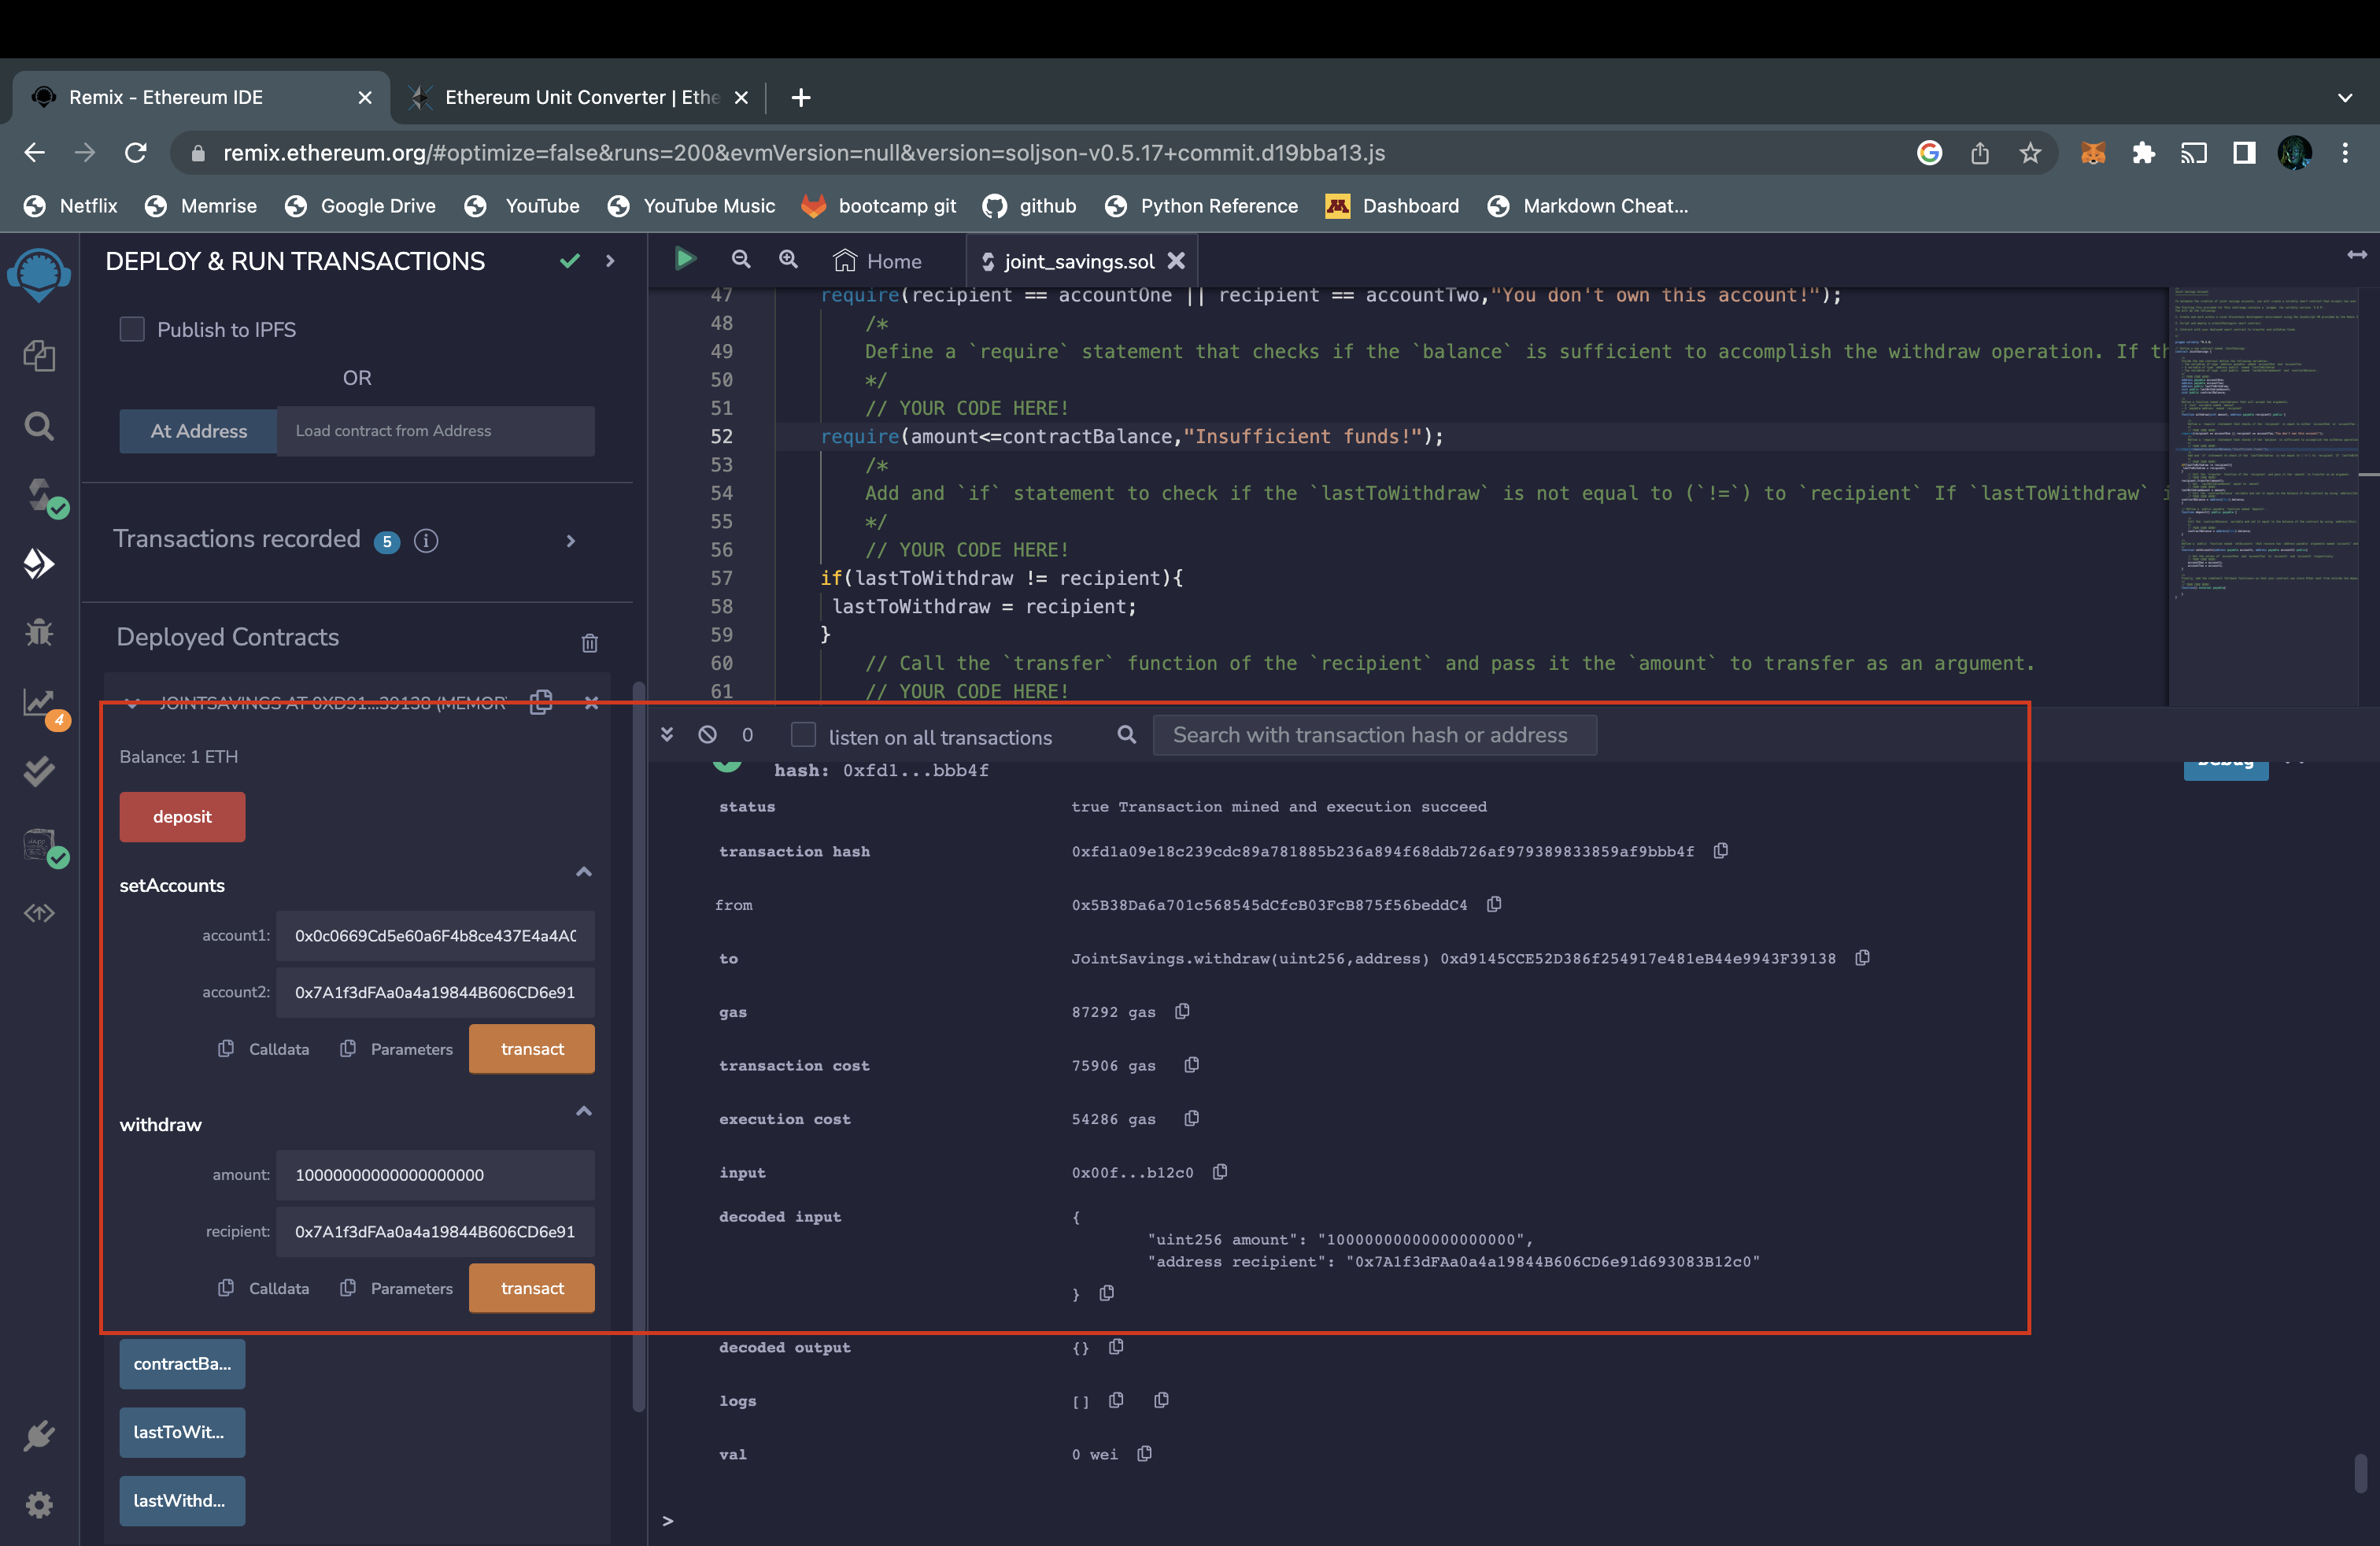 Remix - Ethereum IDE
Ethereum Unit Converter | Ethe
remix.ethereum.org/#optimize=false&runs=200&evmVersion=null&version=soljson-v0.5.17+commit.d19bba13.js
Netflix Memrise Google Drive YouTube YouTube Music bootcamp git github Python Reference Dashboard Markdown Cheat...
DEPLOY & RUN TRANSACTIONS
Publish to IPFS
OR
At Address Load contract from Address
Transactions recorded 5
Deployed Contracts
JOINTSAVINGS AT 0XD91...39138 (MEMORY
Balance: 1 ETH
deposit
setAccounts
account1: 0x0c0669Cd5e60a6F4b8ce437E4a4A0
account2: 0x7A1f3dFAa0a4a19844B606CD6e91
Calldata Parameters transact
withdraw
amount: 10000000000000000000
recipient: 0x7A1f3dFAa0a4a19844B606CD6e91
Calldata Parameters transact
contractBa...
lastToWit...
lastWithd...
4
Home joint_savings.sol
47 require(recipient == accountOne || recipient == accountTwo,"You don't own this account!");
48 /*
49 Define a `require` statement that checks if the `balance` is sufficient to accomplish the withdraw operation. If th
50 */
51 // YOUR CODE HERE!
52 require(amount<=contractBalance,"Insufficient funds!");
53 /*
54 Add and `if` statement to check if the `lastToWithdraw` is not equal to (`!=`) to `recipient` If `lastToWithdraw` i
55 */
56 // YOUR CODE HERE!
57 if(lastToWithdraw != recipient){
58 lastToWithdraw = recipient;
59 }
60 // Call the `transfer` function of the `recipient` and pass it the `amount` to transfer as an argument.
61 // YOUR CODE HERE!
0 listen on all transactions Search with transaction hash or address
hash: 0xfd1...bbb4f
Debug
status true Transaction mined and execution succeed
transaction hash 0xfd1a09e18c239cdc89a781885b236a894f68ddb726af979389833859af9bbb4f
from 0x5B38Da6a701c568545dCfcB03FcB875f56beddC4
to JointSavings.withdraw(uint256,address) 0xd9145CCE52D386f254917e481eB44e9943F39138
gas 87292 gas
transaction cost 75906 gas
execution cost 54286 gas
input 0x00f...b12c0
decoded input {
"uint256 amount": "10000000000000000000",
"address recipient": "0x7A1f3dFAa0a4a19844B606CD6e91d693083B12c0"
}
decoded output {}
logs []
val 0 wei
>